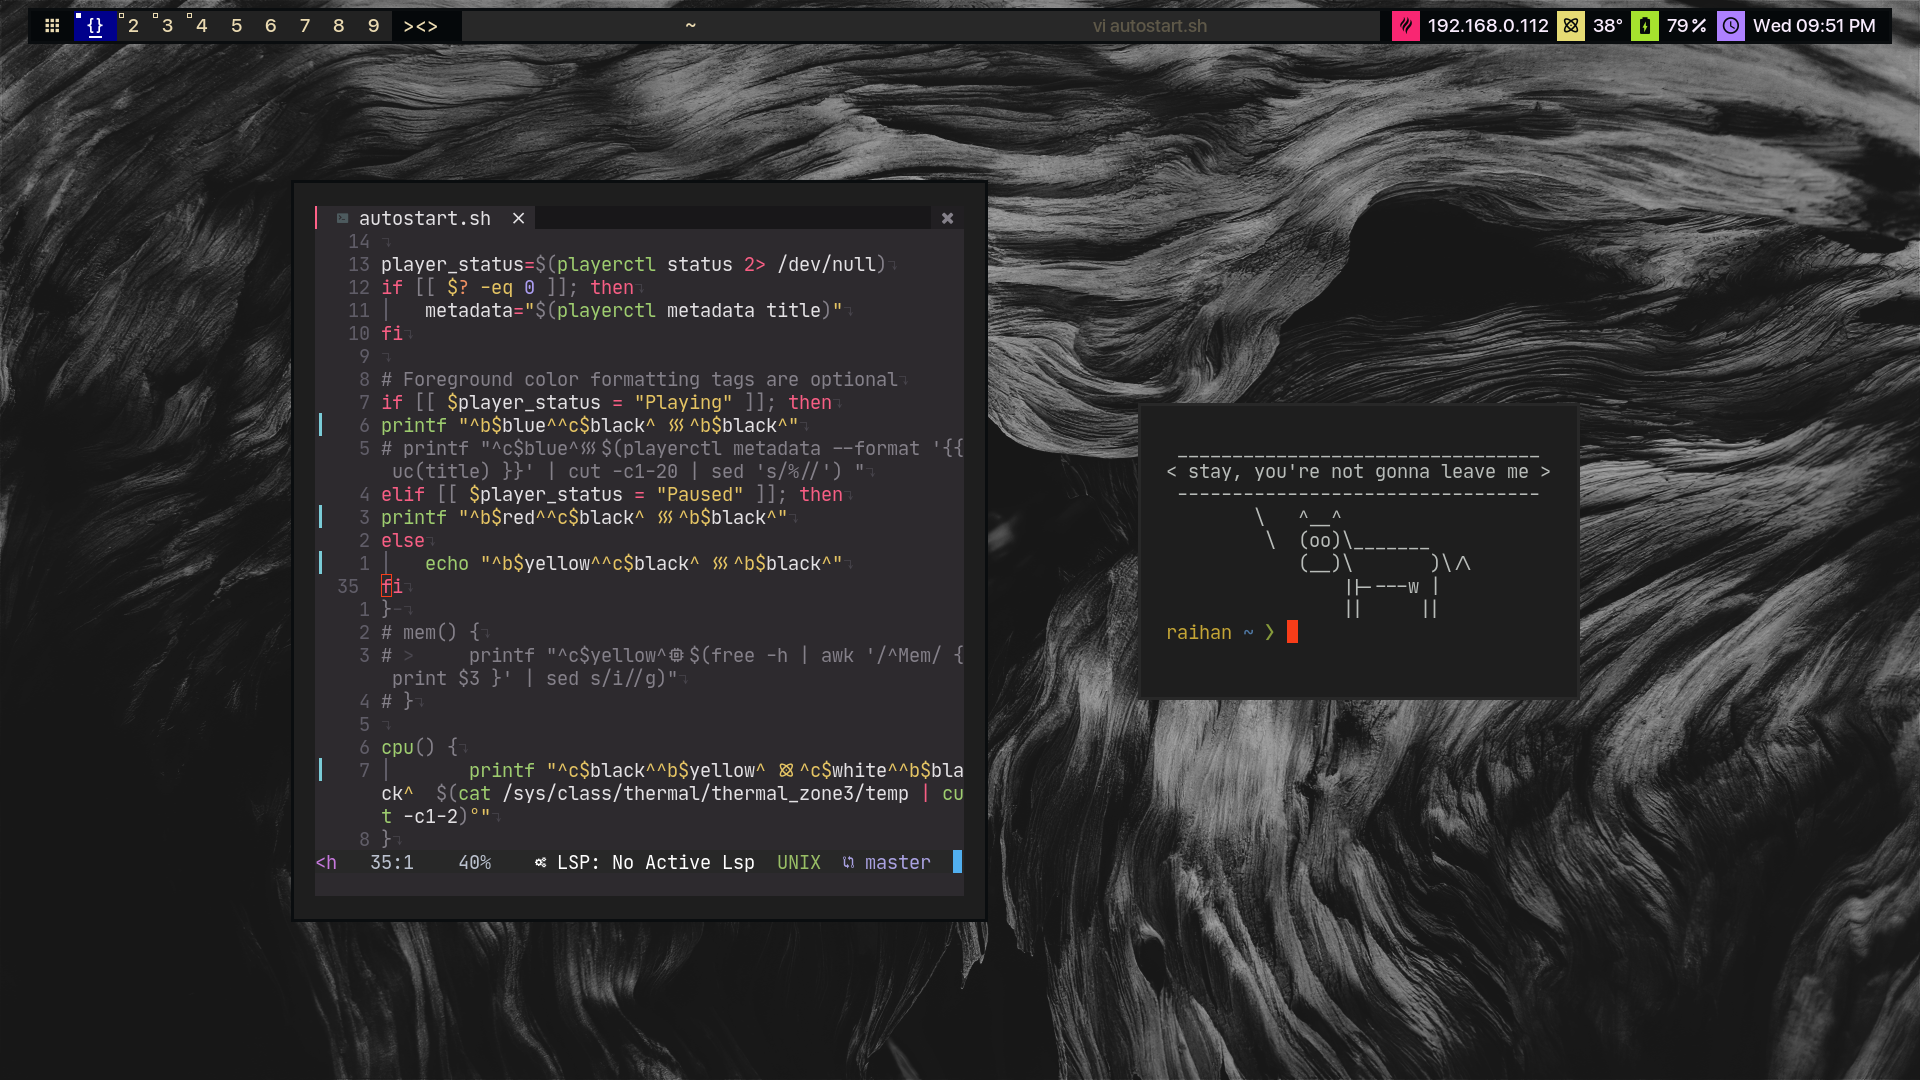 {} 2 3 4 5 6 7 8 9 ><> ~ vi autostart.sh 192.168.0.112 38° 79% Wed 09:51 PM
autostart.sh
14
13 player_status=$(playerctl status 2> /dev/null)
12 if [[ $? -eq 0 ]]; then
11 │   metadata="$(playerctl metadata title)"
10 fi
9
8 # Foreground color formatting tags are optional
7 if [[ $player_status = "Playing" ]]; then
6 printf "^b$blue^^c$black^ ^b$black^"
5 # printf "^c$blue^ $(playerctl metadata --format '{{
uc(title) }}' | cut -c1-20 | sed 's/%//') "
4 elif [[ $player_status = "Paused" ]]; then
3 printf "^b$red^^c$black^ ^b$black^"
2 else
1 │   echo "^b$yellow^^c$black^ ^b$black^"
35 fi
1 }-
2 # mem() {
3 # >     printf "^c$yellow^ $(free -h | awk '/^Mem/ {
print $3 }' | sed s/i//g)"
4 # }
5
6 cpu() {
7 │       printf "^c$black^^b$yellow^ ^c$white^^b$bla
ck^  $(cat /sys/class/thermal/thermal_zone3/temp | cu
t -c1-2)°"
8 }
<h 35:1 40% LSP: No Active Lsp UNIX master
 _________________________________
< stay, you're not gonna leave me >
 ---------------------------------
        \   ^__^
         \  (oo)\_______
            (__)\       )\/\
                ||----w |
                ||     ||
raihan ~ ❯